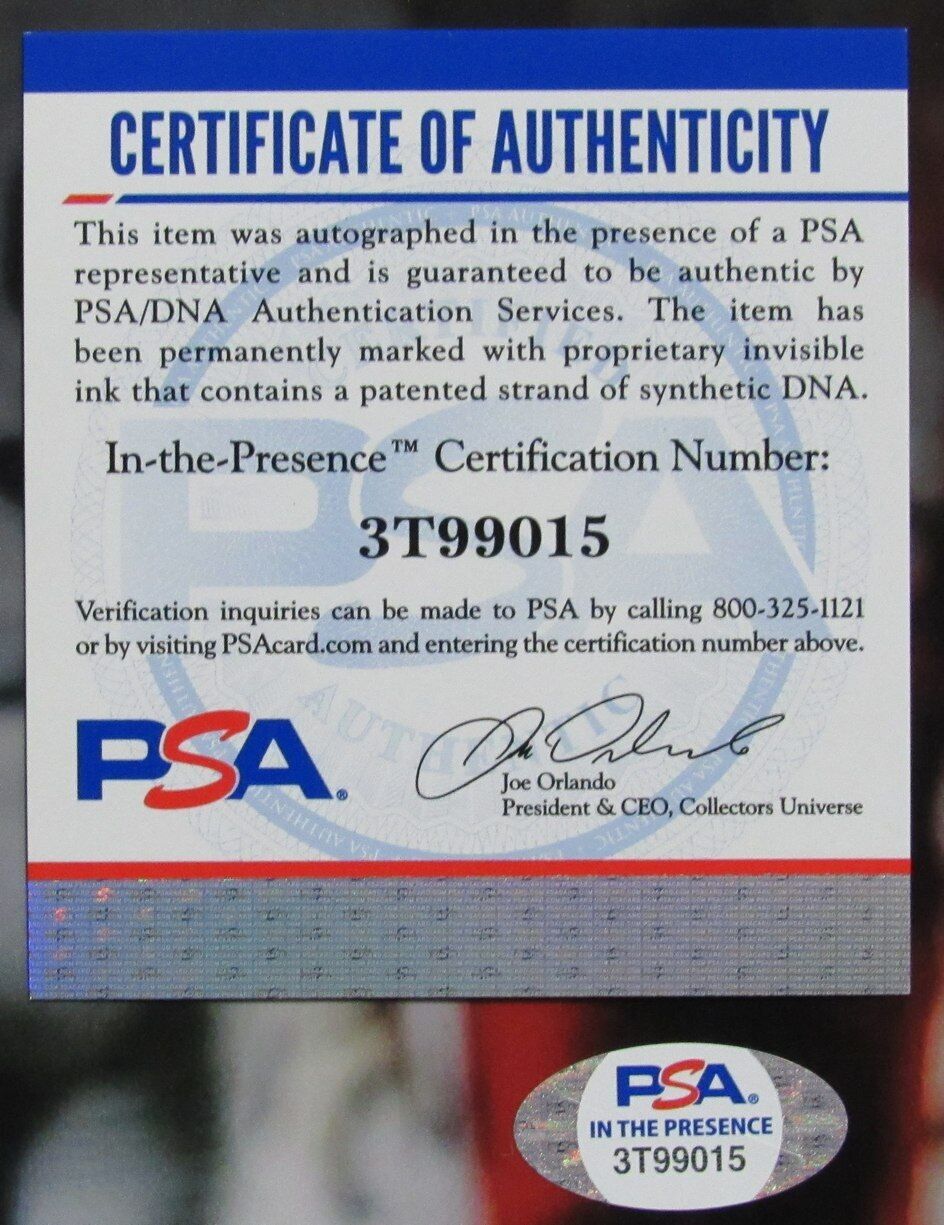 CERTIFICATE OF AUTHENTICITY
This item was autographed in the presence of a PSA
representative and is guaranteed to be authentic by
PSA/DNA Authentication Services. The item has
been permanently marked with proprietary invisible
ink that contains a patented strand of synthetic DNA.
In-the-Presence™ Certification Number:
3T99015
Verification inquiries can be made to PSA by calling 800-325-1121
or by visiting PSAcard.com and entering the certification number above.
PSA®
Joe Orlando
President & CEO, Collectors Universe
PSA®
IN THE PRESENCE
3T99015